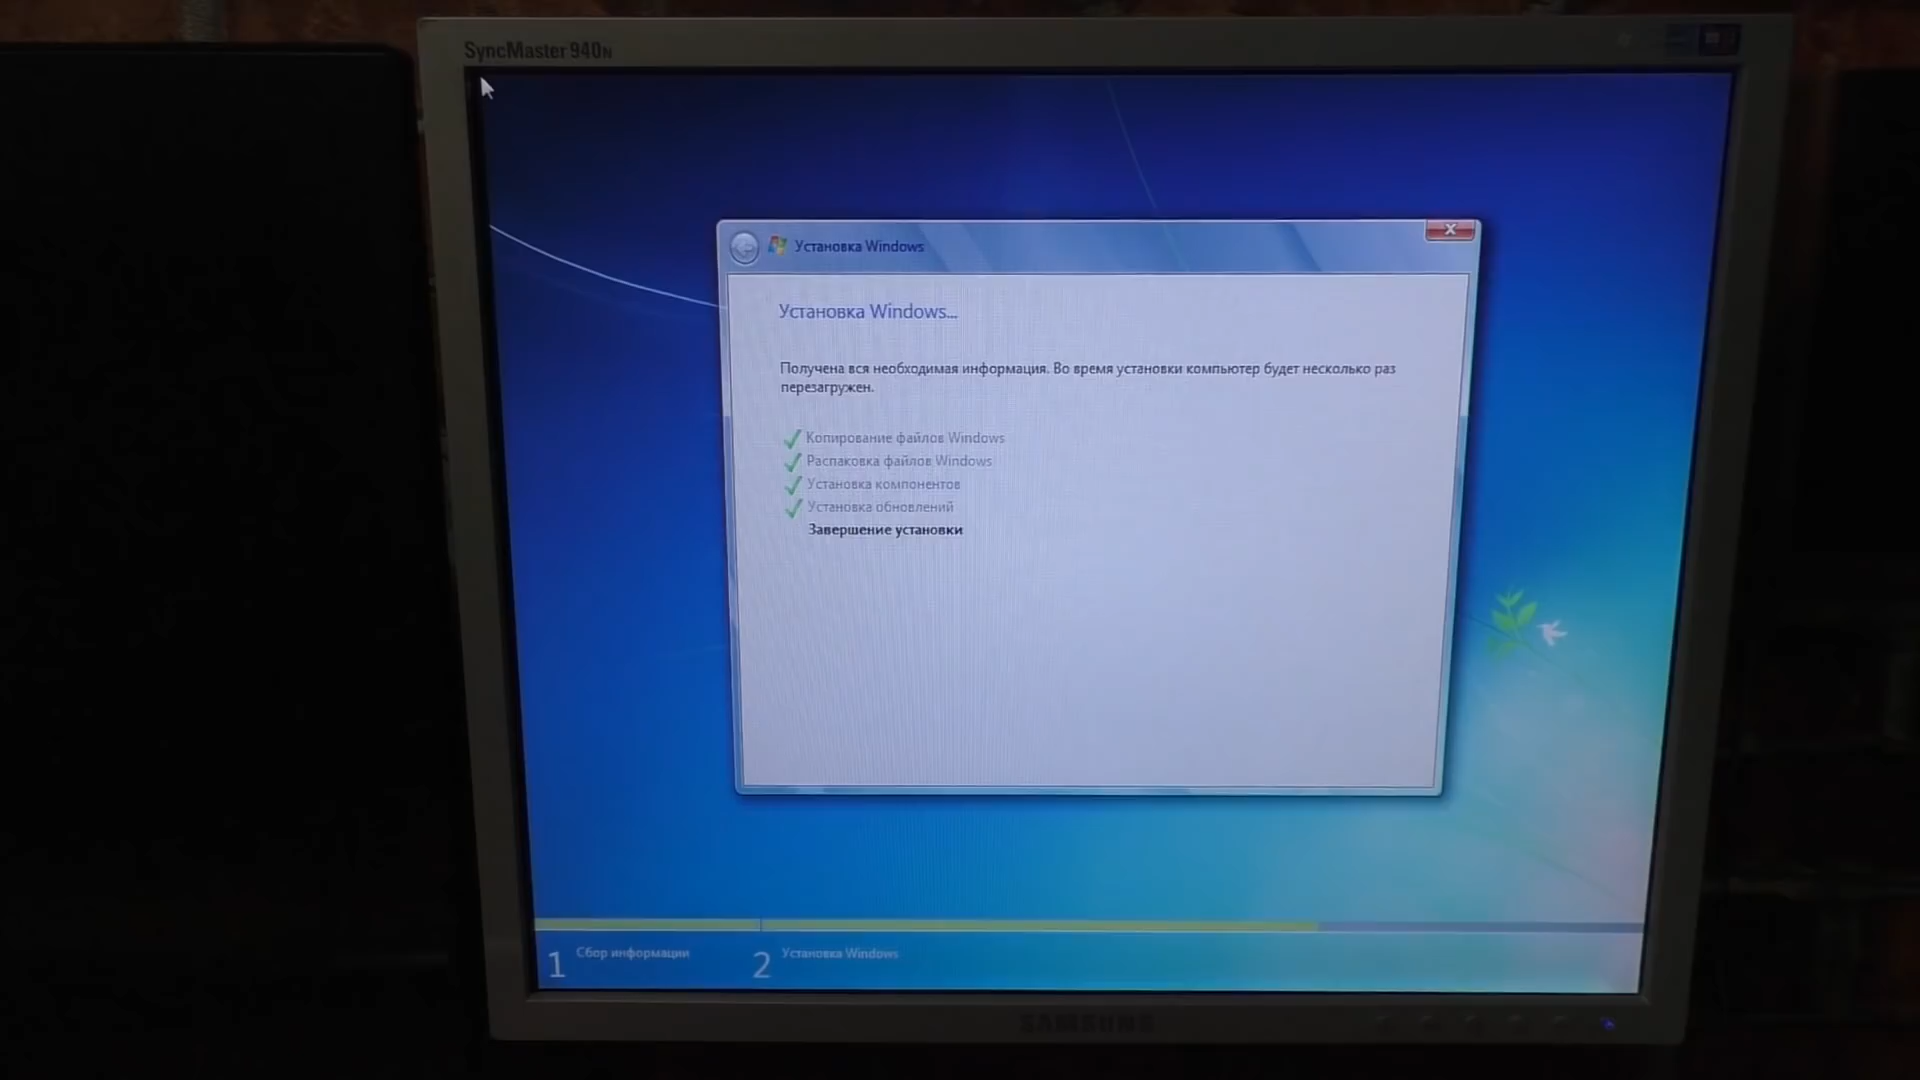 SyncMaster 940N
Установка Windows
Установка Windows...
Получена вся необходимая информация. Во время установки компьютер будет несколько раз
перезагружен.
Копирование файлов Windows
Распаковка файлов Windows
Установка компонентов
Установка обновлений
Завершение установки
1 Сбор информации
2 Установка Windows
SAMSUNG